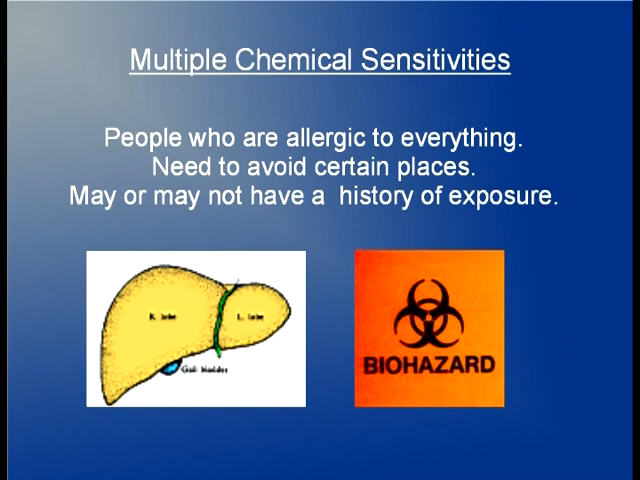 Multiple Chemical Sensitivities
People who are allergic to everything.
Need to avoid certain places.
May or may not have a history of exposure.
R. lobe
L. lobe
Gall bladder
BIOHAZARD